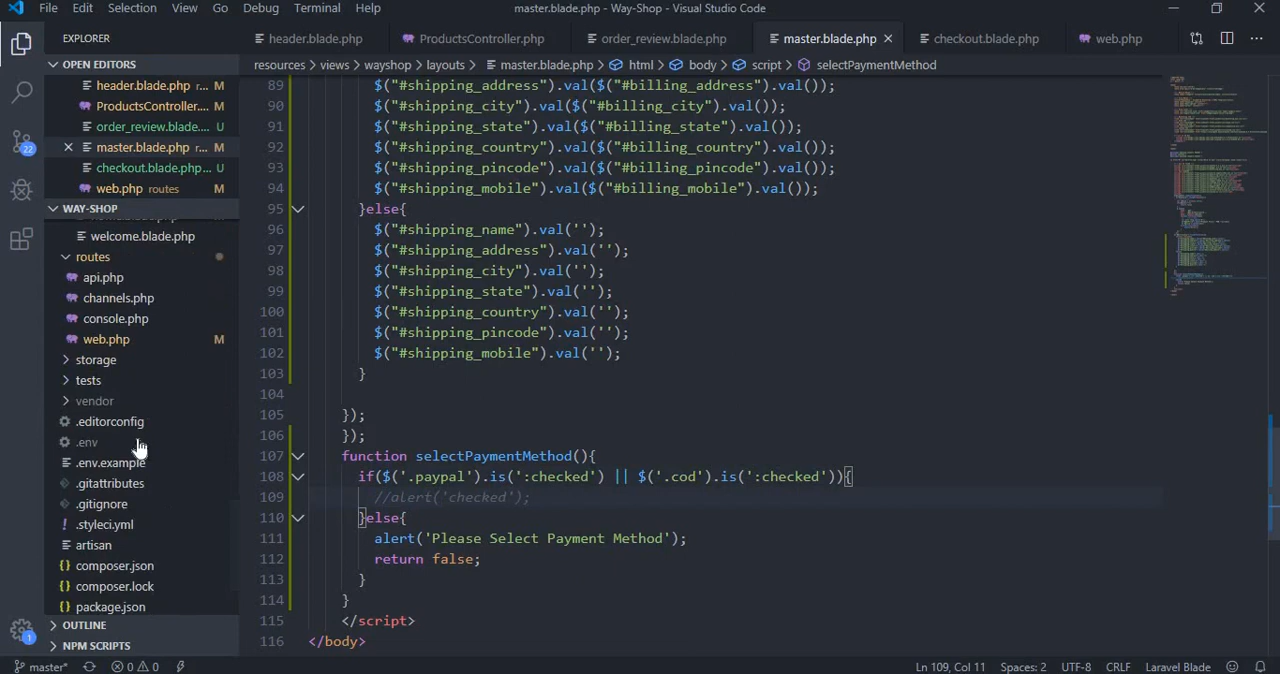 File Edit Selection View Go Debug Terminal Help master.blade.php - Way-Shop - Visual Studio Code
EXPLORER
header.blade.php ProductsController.php order_review.blade.php master.blade.php checkout.blade.php web.php
OPEN EDITORS
header.blade.php r... M
ProductsController.... M
order_review.blade.... U
master.blade.php r... M
checkout.blade.php... U
web.php routes M
WAY-SHOP
welcome.blade.php
routes
api.php
channels.php
console.php
web.php M
storage
tests
vendor
.editorconfig
.env
.env.example
.gitattributes
.gitignore
.styleci.yml
artisan
composer.json
composer.lock
package.json
OUTLINE
NPM SCRIPTS
22
1
resources > views > wayshop > layouts > master.blade.php > html > body > script > selectPaymentMethod
89 $("#shipping_address").val($("#billing_address").val());
90 $("#shipping_city").val($("#billing_city").val());
91 $("#shipping_state").val($("#billing_state").val());
92 $("#shipping_country").val($("#billing_country").val());
93 $("#shipping_pincode").val($("#billing_pincode").val());
94 $("#shipping_mobile").val($("#billing_mobile").val());
95 }else{
96 $("#shipping_name").val('');
97 $("#shipping_address").val('');
98 $("#shipping_city").val('');
99 $("#shipping_state").val('');
100 $("#shipping_country").val('');
101 $("#shipping_pincode").val('');
102 $("#shipping_mobile").val('');
103 }
104
105 });
106 });
107 function selectPaymentMethod(){
108 if($('.paypal').is(':checked') || $('.cod').is(':checked')){
109 //alert('checked');
110 }else{
111 alert('Please Select Payment Method');
112 return false;
113 }
114 }
115 </script>
116 </body>
master* 0 0 Ln 109, Col 11 Spaces: 2 UTF-8 CRLF Laravel Blade